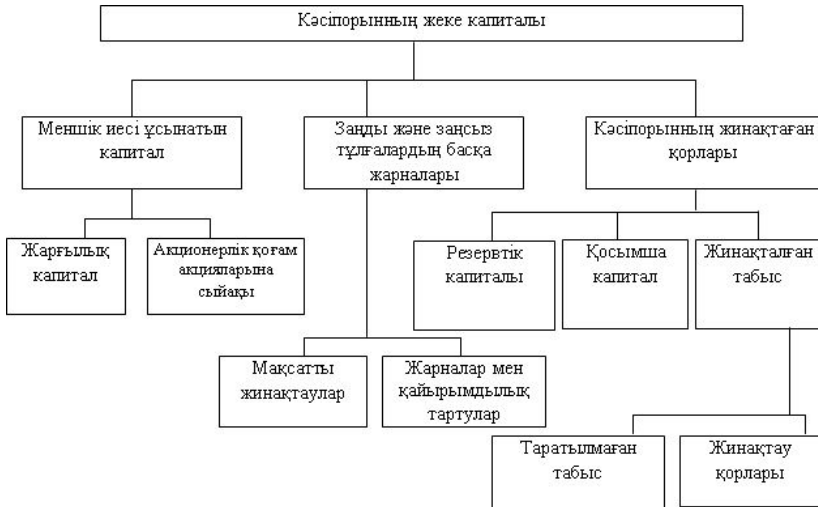 Кәсіпорынның жеке капиталы
Меншік иесі ұсынатын
капитал
Заңды және заңсыз
тұлғалардың басқа
жарналары
Кәсіпорынның жинақтаған
қорлары
Жарғылық
капитал
Акционерлік қоғам
акцияларына
сыйақы
Резервтік
капиталы
Қосымша
капитал
Жинақталған
табыс
Мақсатты
жинақтаулар
Жарналар мен
қайырымдылық
тартулар
Таратылмаған
табыс
Жинақтау
қорлары